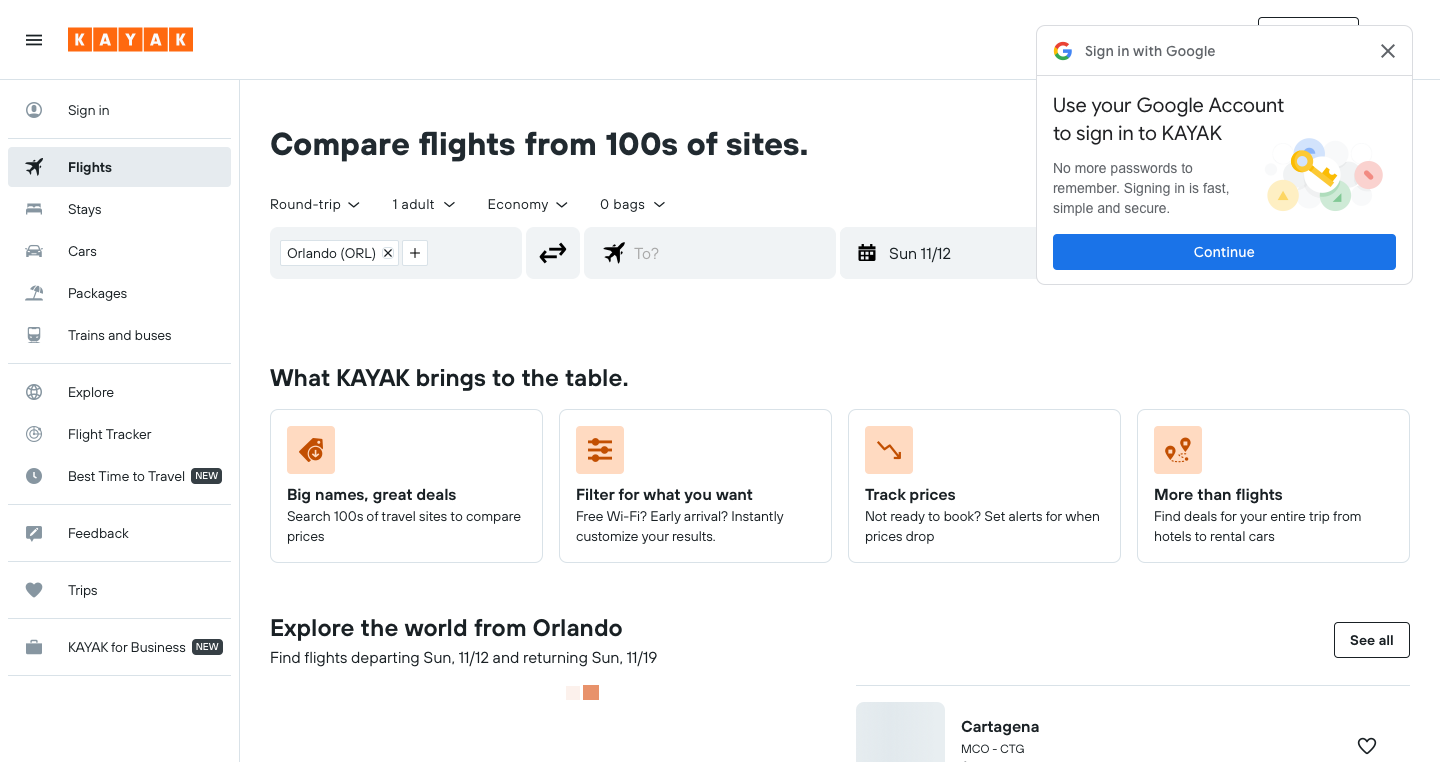 KAYAK
Sign in
Flights
Stays
Cars
Packages
Trains and buses
Explore
Flight Tracker
Best Time to Travel NEW
Feedback
Trips
KAYAK for Business NEW
Compare flights from 100s of sites.
Round-trip 1 adult Economy 0 bags
Orlando (ORL) To? Sun 11/12
Sign in with Google
Use your Google Account
to sign in to KAYAK
No more passwords to
remember. Signing in is fast,
simple and secure.
Continue
What KAYAK brings to the table.
Big names, great deals
Search 100s of travel sites to compare
prices
Filter for what you want
Free Wi-Fi? Early arrival? Instantly
customize your results.
Track prices
Not ready to book? Set alerts for when
prices drop
More than flights
Find deals for your entire trip from
hotels to rental cars
Explore the world from Orlando
Find flights departing Sun, 11/12 and returning Sun, 11/19
See all
Cartagena
MCO - CTG